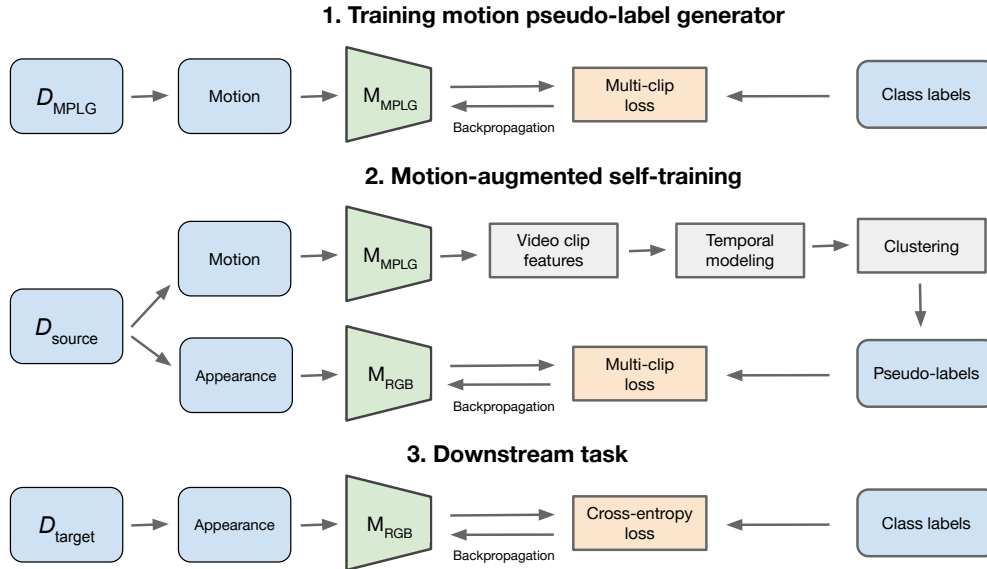 1. Training motion pseudo-label generator
D_MPLG
Motion
M_MPLG
Backpropagation
Multi-clip
loss
Class labels
2. Motion-augmented self-training
D_source
Motion
M_MPLG
Video clip
features
Temporal
modeling
Clustering
Appearance
M_RGB
Backpropagation
Multi-clip
loss
Pseudo-labels
3. Downstream task
D_target
Appearance
M_RGB
Backpropagation
Cross-entropy
loss
Class labels